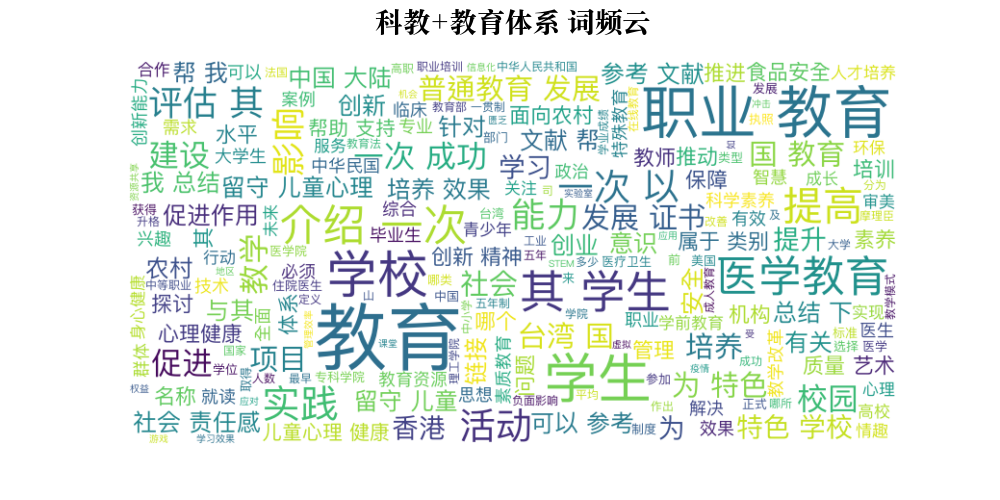 科教+教育体系 词频云
合作
帮 我
可以
法国
中国 大陆
高职
职业培训
信息化
中华人民共和国
参考 文献
推进
食品安全
人才培养
创新能力
评估 其
案例
创新
机会
临床
教育部
一贯制
普通教育 发展
匮乏
面向农村
学业成绩
特殊教育
在线教育
职业 教育
发展
冲击
执照
需求
水平
影响
帮助 支持
专业
针对
部门
文献 帮
教师
推动
类型
国 教育
环保
建设
大学生
服务
教育法
一次 成功
学习
政治
保障
智慧
成长
培训
中华民国
资源共享
我 总结
留守 儿童心理
培养 效果
关注
司
实验室
次 以
科学素养
分为
审美
获得
升格
促进作用
未来
综合
介绍
一次
台湾
青少年
能力
发展 证书
改善
有效
及
提高
摩理臣
兴趣
其
教学
毕业生
工业
创业 意识
应用
属于 类别
大学
提升
素养
行动
医学院
创新 精神
五年
STEM
多少
医疗卫生
前
美国
农村
中等职业
技术
地区
必须
住院医生
定义
学校
哪类
社会
来
其 学生
安全
成人教育
医学教育
教学模式
身心健康
探讨
与其
全面
体系
山
教育
中国
五年制
中小学
哪个
学院
职业
学前教育
机构
总结 下
实现
心理健康
管理效率
课堂
链接
理工学院
素质教育
台湾 国
虚拟
管理
受
培养
有关
标准
选择
医生
医学
群体
促进
国家
学位
项目
问题
学生
成功
疫情
教学改革
质量
艺术
权益
名称
就读
取得
人数
最早
专科学院
教育资源
思想
负面影响
参加
为 特色
校园
心理
应对
实践
留守 儿童
平均
作出
解决
正式
哪所
高校
社会 责任感
儿童心理 健康
香港
活动
可以 参考
制度
为
效果
特色 学校
情趣
游戏
学习效果